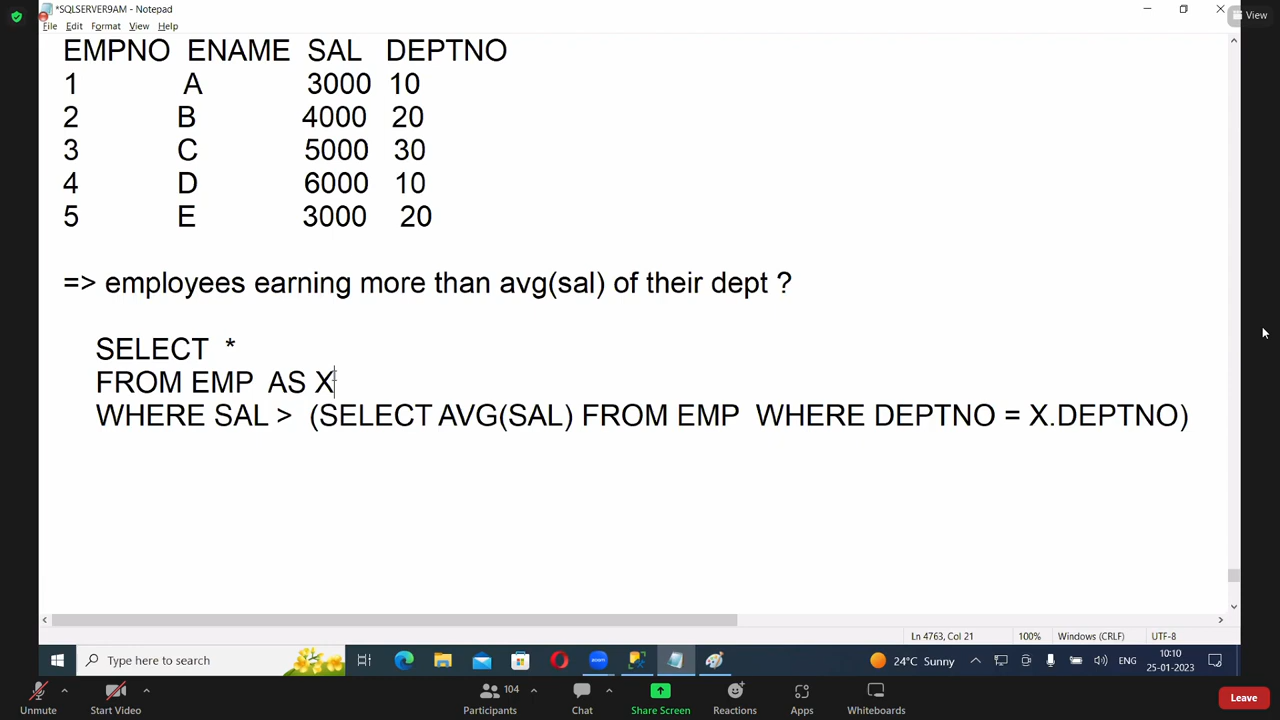 *SQLSERVER9AM - Notepad
View
File Edit Format View Help
EMPNO ENAME SAL DEPTNO
1 A 3000 10
2 B 4000 20
3 C 5000 30
4 D 6000 10
5 E 3000 20
=> employees earning more than avg(sal) of their dept ?
SELECT *
FROM EMP AS X
WHERE SAL > (SELECT AVG(SAL) FROM EMP WHERE DEPTNO = X.DEPTNO)
Ln 4763, Col 21 100% Windows (CRLF) UTF-8
Type here to search zoom 24°C Sunny ENG 10:10
25-01-2023
104
Unmute Start Video Participants Chat Share Screen Reactions Apps Whiteboards Leave